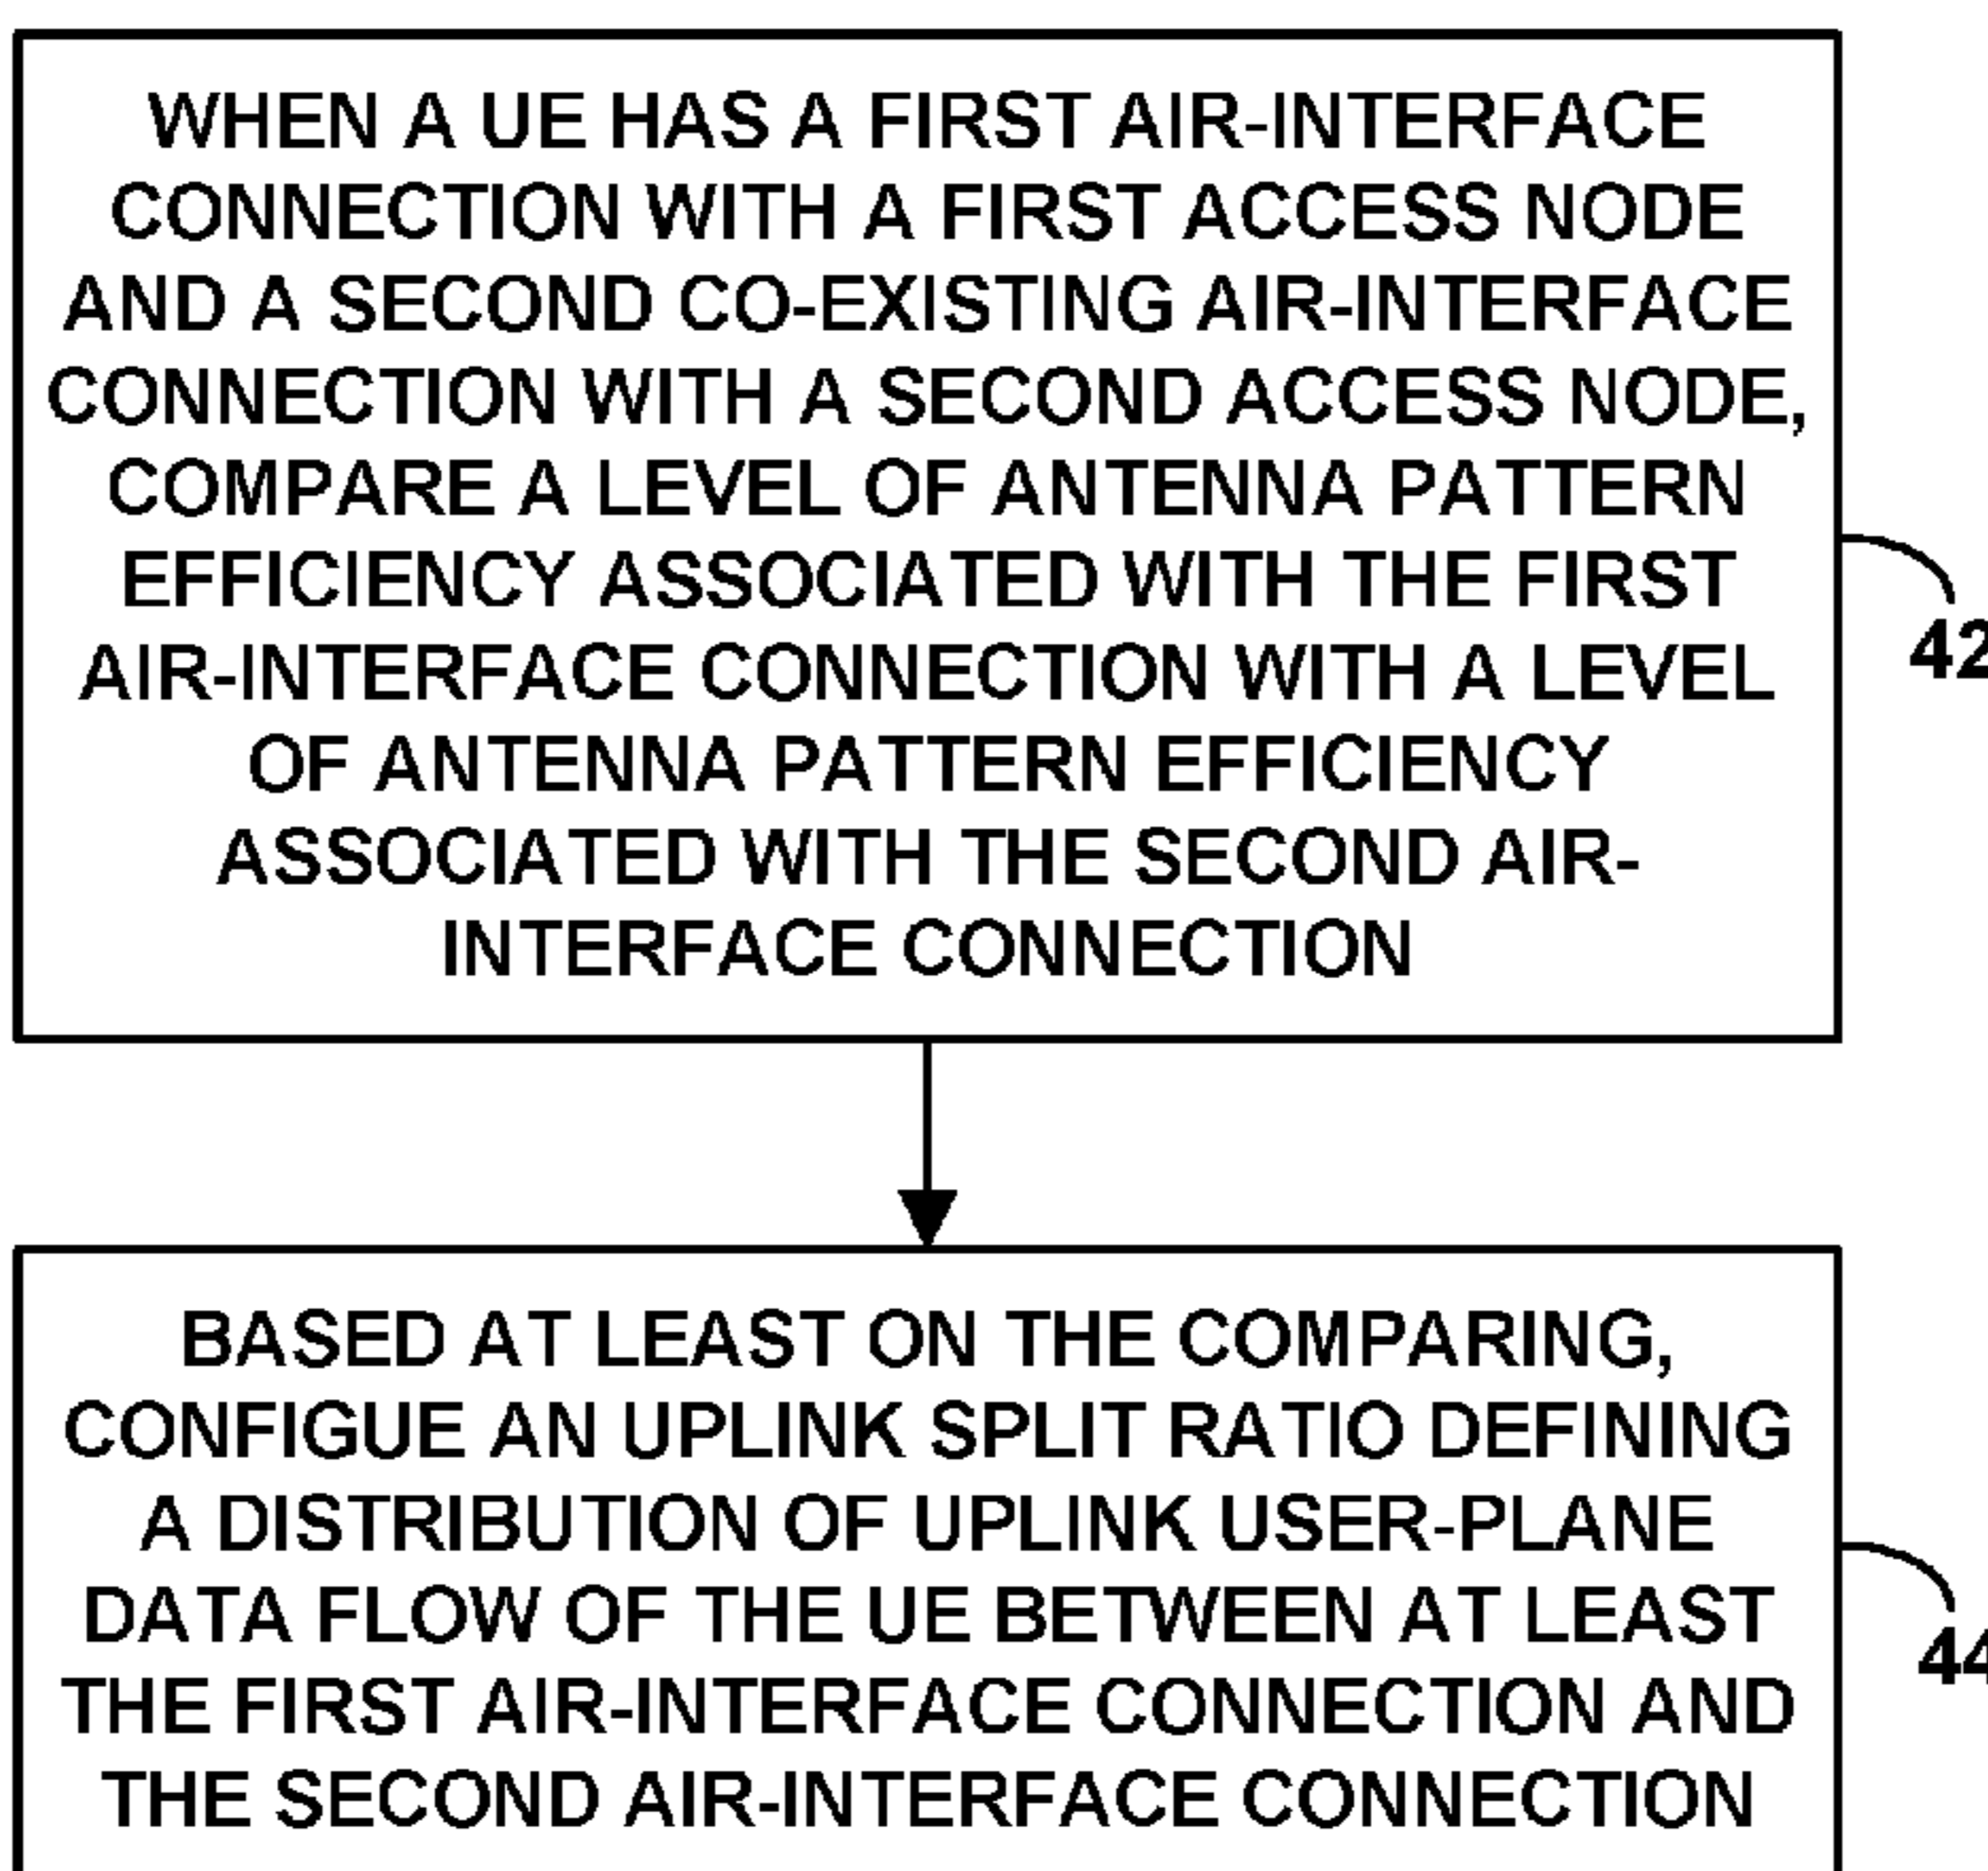 WHEN A UE HAS A FIRST AIR-INTERFACE
CONNECTION WITH A FIRST ACCESS NODE
AND A SECOND CO-EXISTING AIR-INTERFACE
CONNECTION WITH A SECOND ACCESS NODE,
COMPARE A LEVEL OF ANTENNA PATTERN
EFFICIENCY ASSOCIATED WITH THE FIRST
AIR-INTERFACE CONNECTION WITH A LEVEL
OF ANTENNA PATTERN EFFICIENCY
ASSOCIATED WITH THE SECOND AIR-
INTERFACE CONNECTION
42
BASED AT LEAST ON THE COMPARING,
CONFIGUE AN UPLINK SPLIT RATIO DEFINING
A DISTRIBUTION OF UPLINK USER-PLANE
DATA FLOW OF THE UE BETWEEN AT LEAST
THE FIRST AIR-INTERFACE CONNECTION AND
THE SECOND AIR-INTERFACE CONNECTION
44